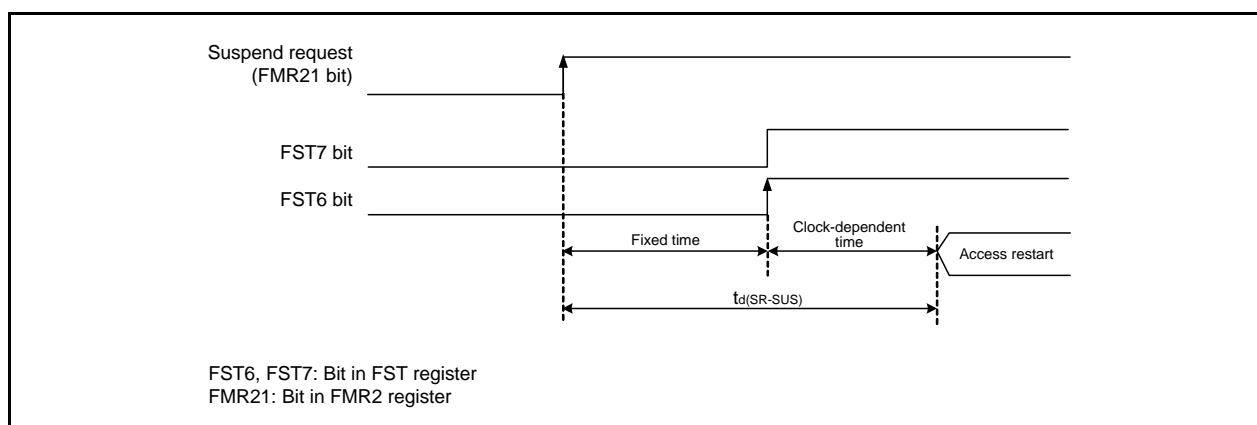 Suspend request
(FMR21 bit)
FST7 bit
FST6 bit
Fixed time
Clock-dependent
time
Access restart
td(SR-SUS)
FST6, FST7: Bit in FST register
FMR21: Bit in FMR2 register